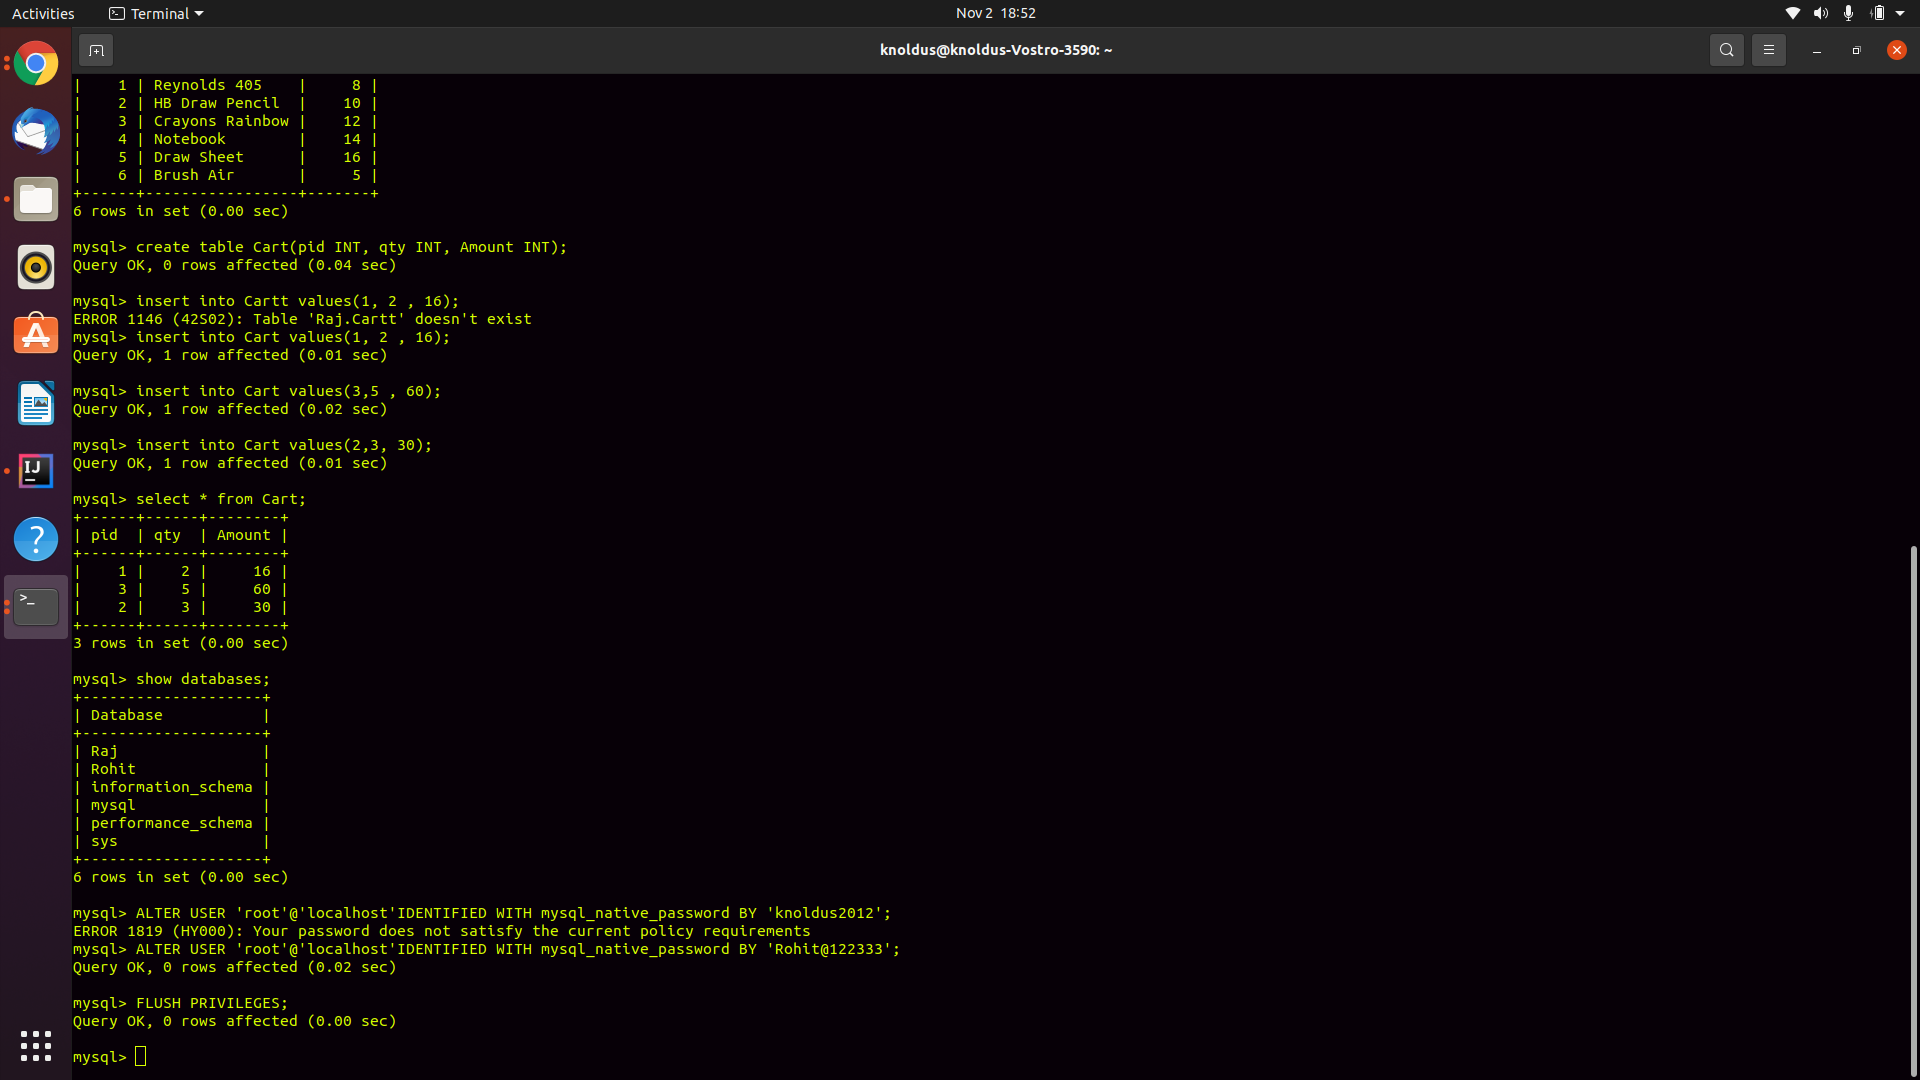 Activities
Terminal
Nov 2 18:52
knoldus@knoldus-Vostro-3590: ~
|    1 | Reynolds 405    |     8 |
|    2 | HB Draw Pencil  |    10 |
|    3 | Crayons Rainbow |    12 |
|    4 | Notebook        |    14 |
|    5 | Draw Sheet      |    16 |
|    6 | Brush Air       |     5 |
+------+-----------------+-------+
6 rows in set (0.00 sec)
mysql> create table Cart(pid INT, qty INT, Amount INT);
Query OK, 0 rows affected (0.04 sec)
mysql> insert into Cartt values(1, 2 , 16);
ERROR 1146 (42S02): Table 'Raj.Cartt' doesn't exist
mysql> insert into Cart values(1, 2 , 16);
Query OK, 1 row affected (0.01 sec)
mysql> insert into Cart values(3,5 , 60);
Query OK, 1 row affected (0.02 sec)
mysql> insert into Cart values(2,3, 30);
Query OK, 1 row affected (0.01 sec)
mysql> select * from Cart;
+------+------+--------+
| pid  | qty  | Amount |
+------+------+--------+
|    1 |    2 |     16 |
|    3 |    5 |     60 |
|    2 |    3 |     30 |
+------+------+--------+
3 rows in set (0.00 sec)
mysql> show databases;
+--------------------+
| Database           |
+--------------------+
| Raj                |
| Rohit              |
| information_schema |
| mysql              |
| performance_schema |
| sys                |
+--------------------+
6 rows in set (0.00 sec)
mysql> ALTER USER 'root'@'localhost'IDENTIFIED WITH mysql_native_password BY 'knoldus2012';
ERROR 1819 (HY000): Your password does not satisfy the current policy requirements
mysql> ALTER USER 'root'@'localhost'IDENTIFIED WITH mysql_native_password BY 'Rohit@122333';
Query OK, 0 rows affected (0.02 sec)
mysql> FLUSH PRIVILEGES;
Query OK, 0 rows affected (0.00 sec)
mysql>
IJ
?
>_